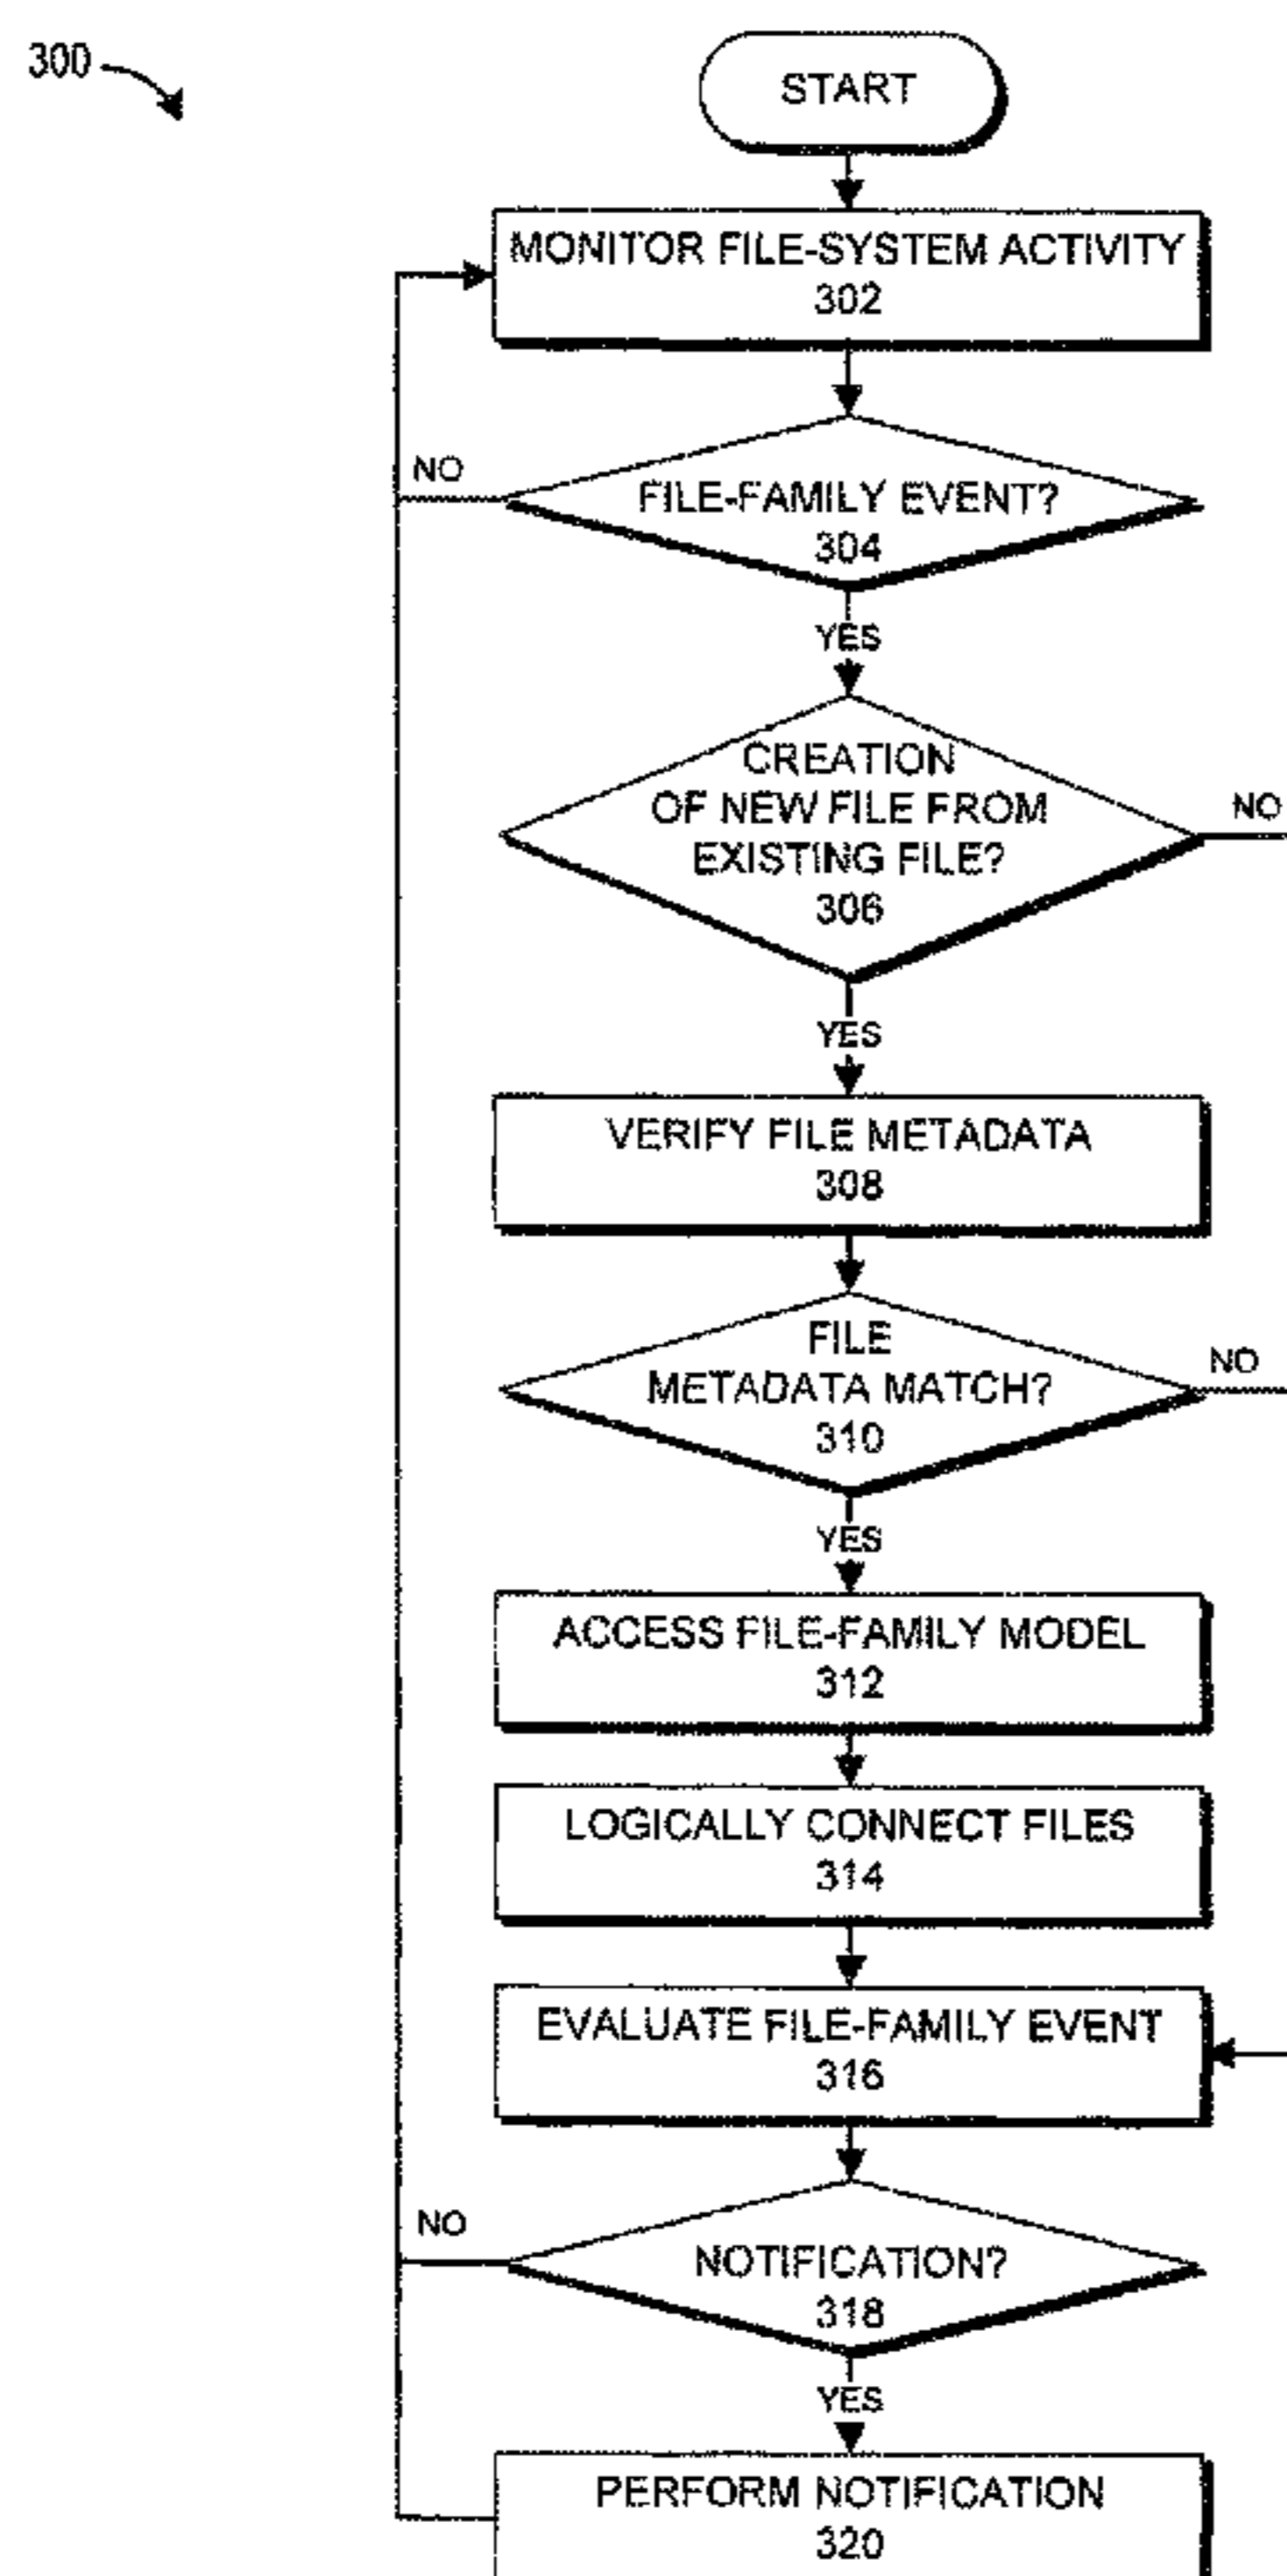 300
START
MONITOR FILE-SYSTEM ACTIVITY
302
NO
FILE-FAMILY EVENT?
304
YES
CREATION
OF NEW FILE FROM
EXISTING FILE?
306
NO
YES
VERIFY FILE METADATA
308
FILE
METADATA MATCH?
310
NO
YES
ACCESS FILE-FAMILY MODEL
312
LOGICALLY CONNECT FILES
314
EVALUATE FILE-FAMILY EVENT
316
NO
NOTIFICATION?
318
YES
PERFORM NOTIFICATION
320